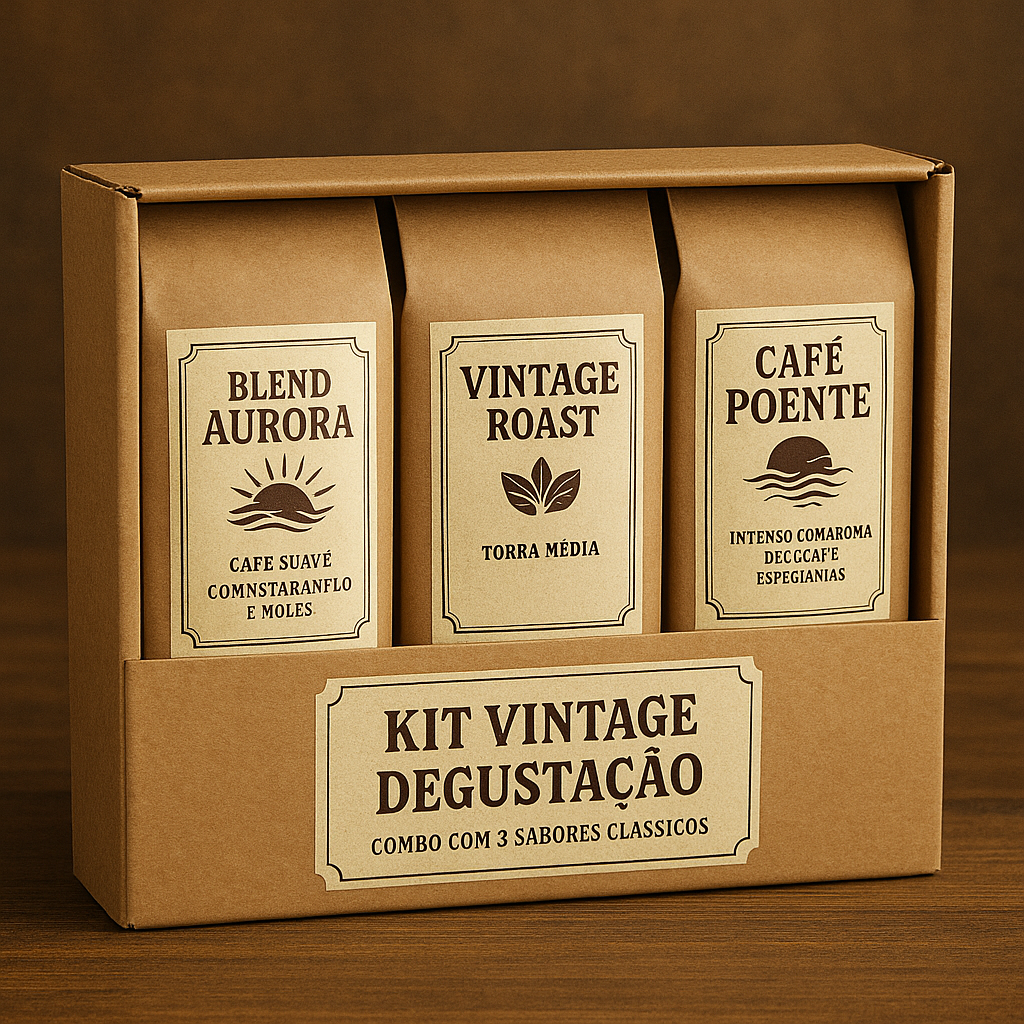 BLEND
AURORA
CAFE SUAVÉ
COMNSTARANFLO
E MOLES
VINTAGE
ROAST
TORRA MÉDIA
CAFÉ
POENTE
INTENSO COMAROMA
DECGCAF'E
ESPEGIANIAS
KIT VINTAGE
DEGUSTAÇÃO
COMBO COM 3 SABORES CLASSICOS